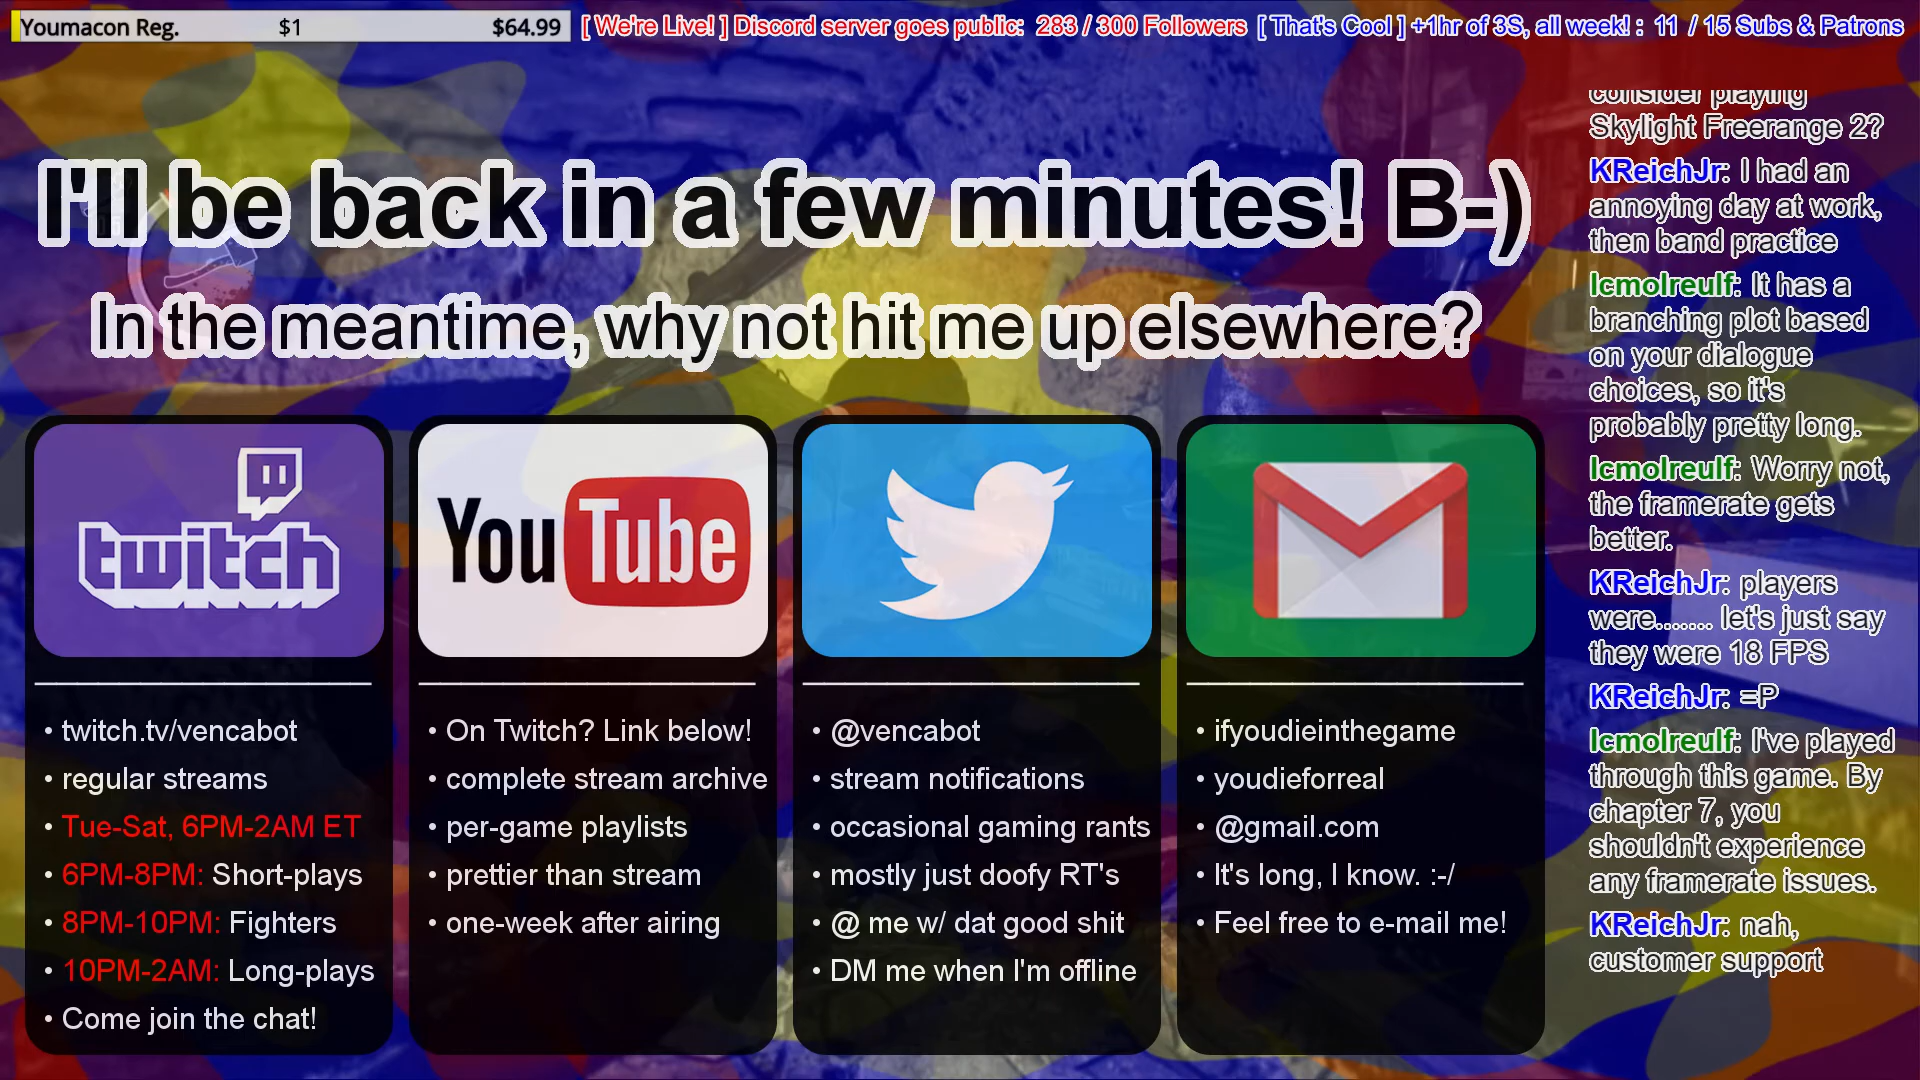 Youmacon Reg. $1 $64.99 [ We're Live! ] Discord server goes public: 283 / 300 Followers [ That's Cool ] +1hr of 3S, all week! : 11 / 15 Subs & Patrons
I'll be back in a few minutes! B-)
In the meantime, why not hit me up elsewhere?
twitch
• twitch.tv/vencabot
• regular streams
• Tue-Sat, 6PM-2AM ET
• 6PM-8PM: Short-plays
• 8PM-10PM: Fighters
• 10PM-2AM: Long-plays
• Come join the chat!
YouTube
• On Twitch? Link below!
• complete stream archive
• per-game playlists
• prettier than stream
• one-week after airing
• @vencabot
• stream notifications
• occasional gaming rants
• mostly just doofy RT's
• @ me w/ dat good shit
• DM me when I'm offline
• ifyoudieinthegame
• youdieforreal
• @gmail.com
• It's long, I know. :-/
• Feel free to e-mail me!
consider playing
Skylight Freerange 2?
KReichJr: I had an
annoying day at work,
then band practice
Icmolreulf: It has a
branching plot based
on your dialogue
choices, so it's
probably pretty long.
Icmolreulf: Worry not,
the framerate gets
better.
KReichJr: players
were....... let's just say
they were 18 FPS
KReichJr: =P
Icmolreulf: I've played
through this game. By
chapter 7, you
shouldn't experience
any framerate issues.
KReichJr: nah,
customer support